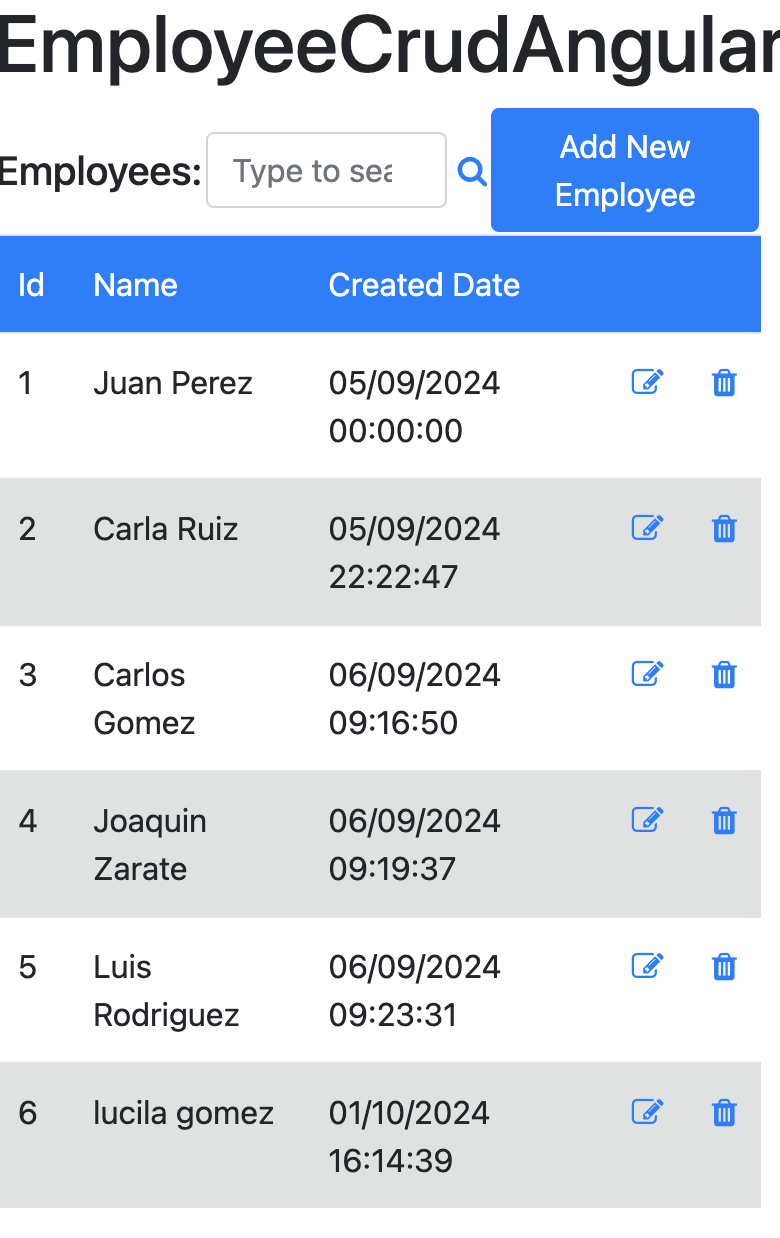 EmployeeCrudAngular
Employees: Type to sea
Add New
Employee
Id Name Created Date
1 Juan Perez 05/09/2024
00:00:00
2 Carla Ruiz 05/09/2024
22:22:47
3 Carlos 06/09/2024
Gomez 09:16:50
4 Joaquin 06/09/2024
Zarate 09:19:37
5 Luis 06/09/2024
Rodriguez 09:23:31
6 lucila gomez 01/10/2024
16:14:39